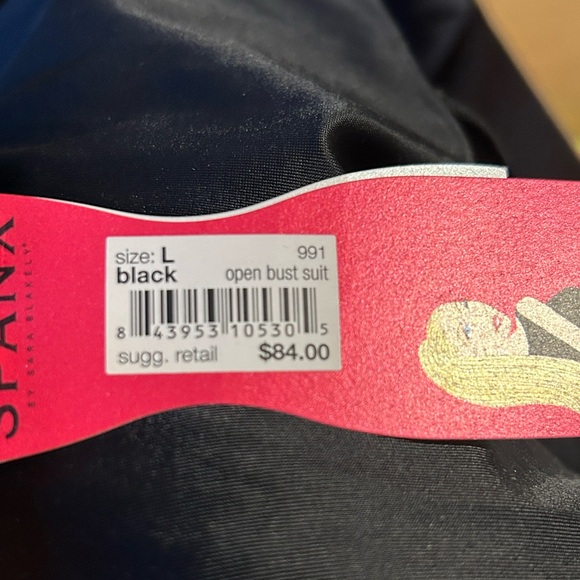 SPANX
BY SARA BLAKELY
size: L 991
black open bust suit
8 43953 10530 5
sugg. retail $84.00